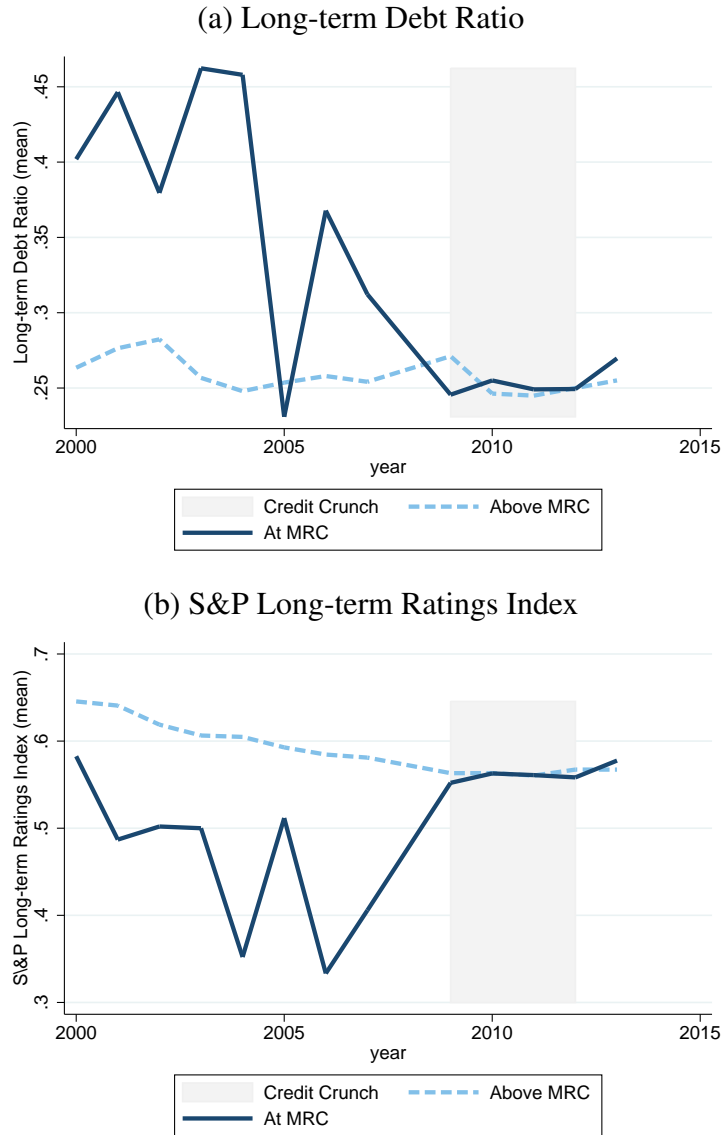 (a) Long-term Debt Ratio
Long-term Debt Ratio (mean)
.45
.4
.35
.3
.25
2000 2005 2010 2015
year
Credit Crunch Above MRC
At MRC
(b) S&P Long-term Ratings Index
S\&P Long-term Ratings Index (mean)
.7
.6
.5
.4
.3
2000 2005 2010 2015
year
Credit Crunch Above MRC
At MRC